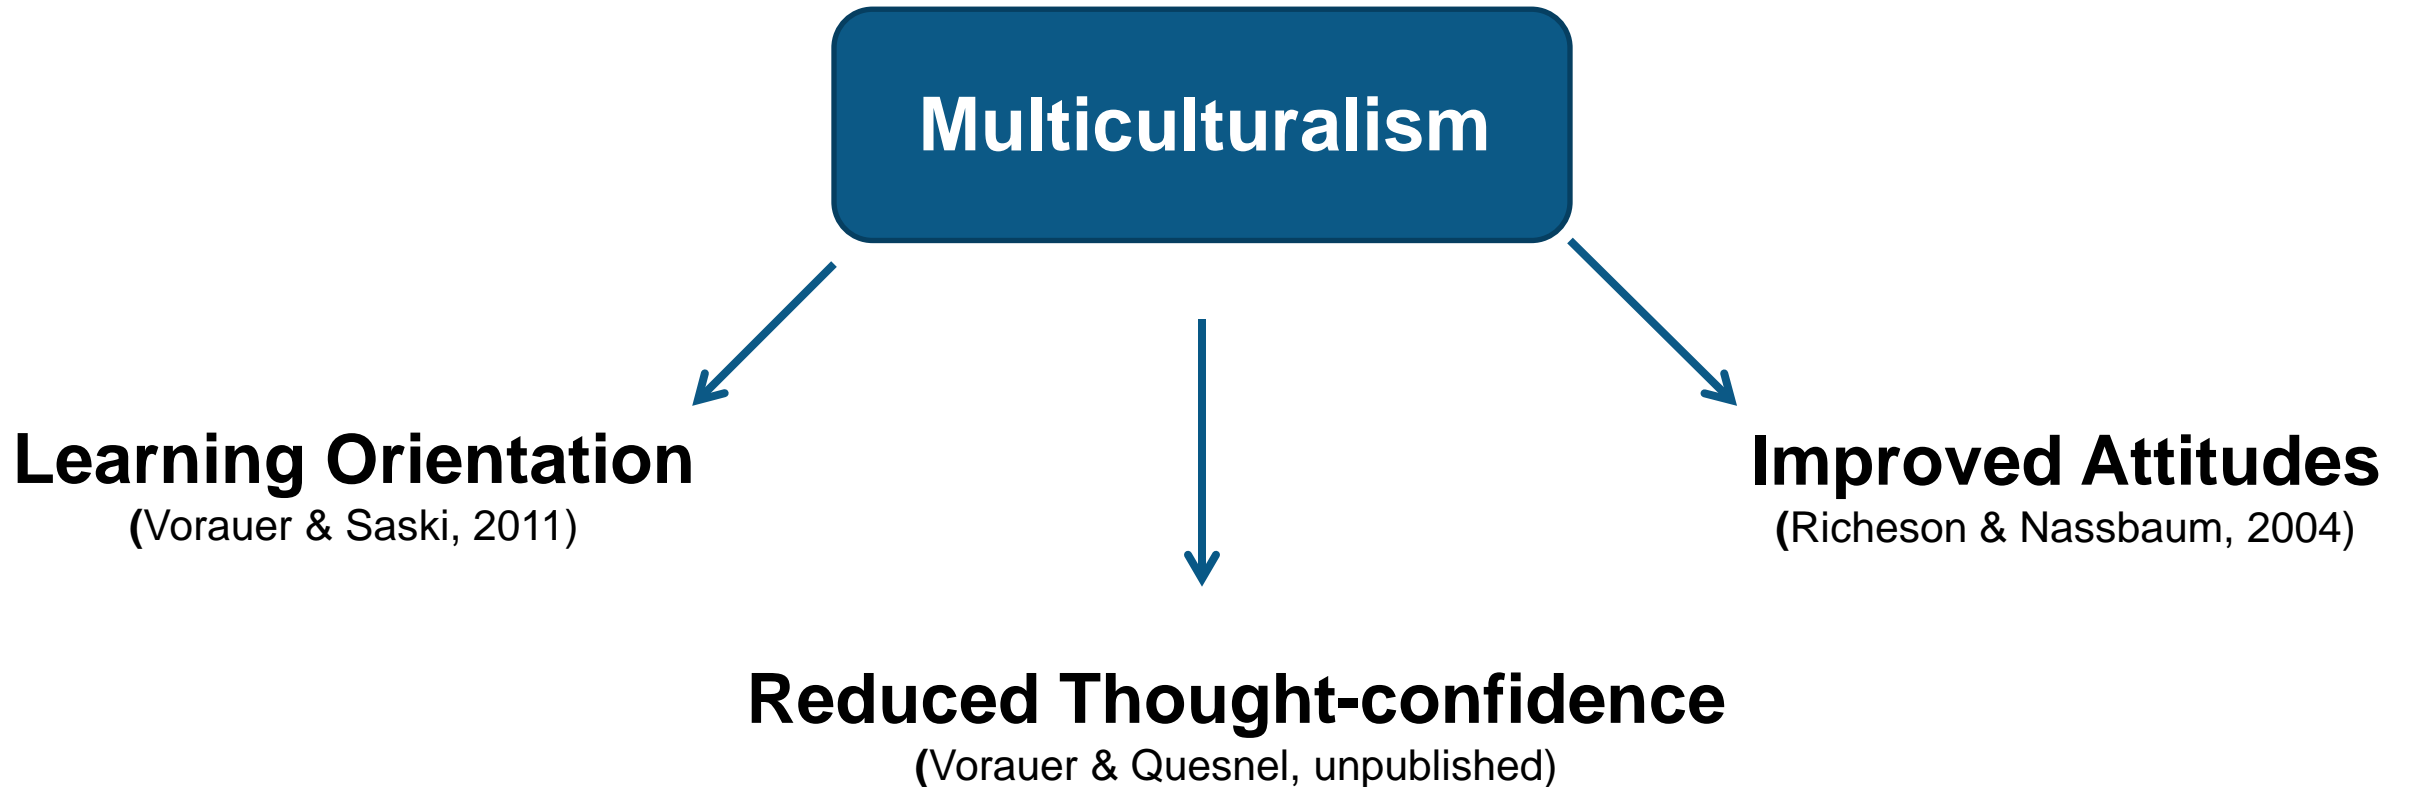 Multiculturalism
Learning Orientation
(Vorauer & Saski, 2011)
Improved Attitudes
(Richeson & Nassbaum, 2004)
Reduced Thought-confidence
(Vorauer & Quesnel, unpublished)